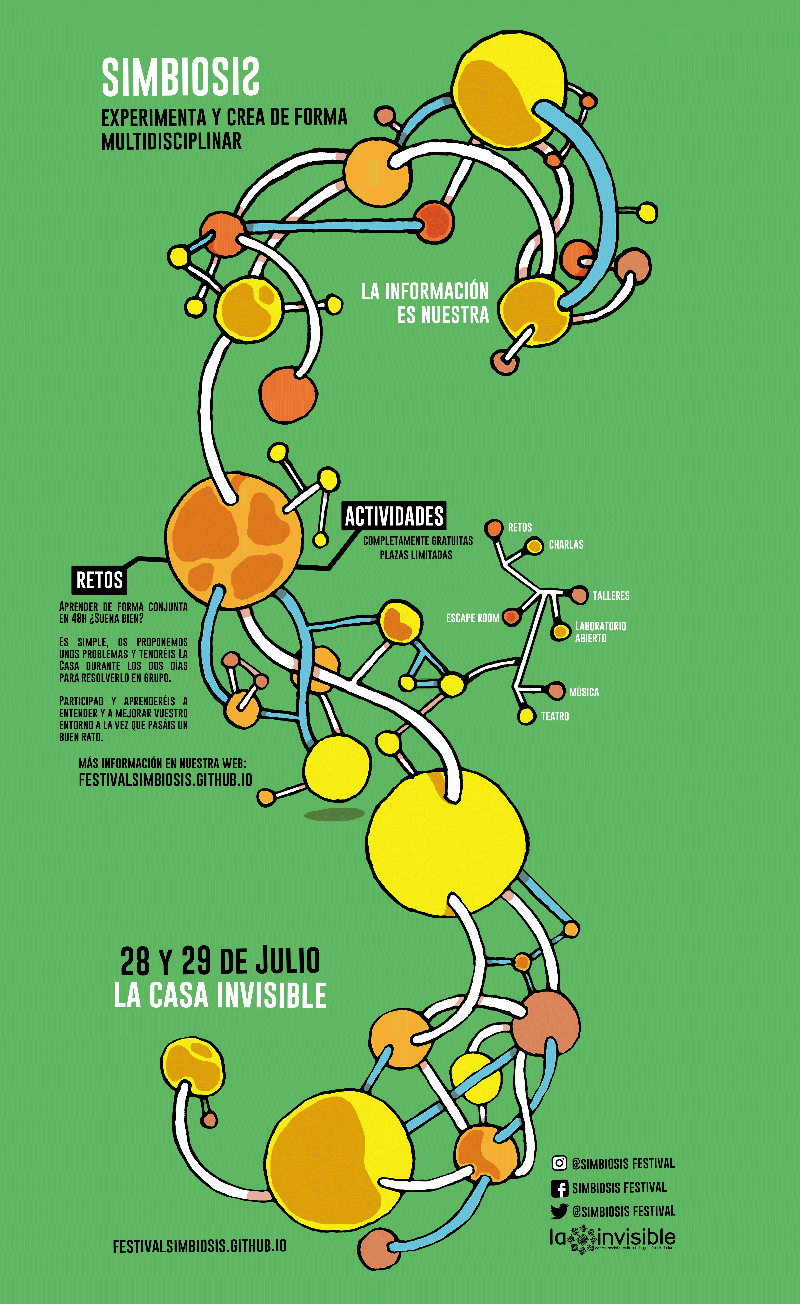 SIMBIOSIS
EXPERIMENTA Y CREA DE FORMA
MULTIDISCIPLINAR
LA INFORMACIÓN
ES NUESTRA
ACTIVIDADES
COMPLETAMENTE GRATUITAS
PLAZAS LIMITADAS
RETOS
CHARLAS
TALLERES
ESCAPE ROOM
LABORATORIO
ABIERTO
MÚSICA
TEATRO
RETOS
APRENDER DE FORMA CONJUNTA
EN 48H ¿SUENA BIEN?
ES SIMPLE, OS PROPONEMOS
UNOS PROBLEMAS Y TENDRÉIS LA
CASA DURANTE LOS DOS DÍAS
PARA RESOLVERLO EN GRUPO.
PARTICIPAD Y APRENDERÉIS A
ENTENDER Y A MEJORAR VUESTRO
ENTORNO A LA VEZ QUE PASÁIS UN
BUEN RATO.
MÁS INFORMACIÓN EN NUESTRA WEB:
FESTIVALSIMBIOSIS.GITHUB.IO
28 Y 29 DE JULIO
LA CASA INVISIBLE
@SIMBIOSIS FESTIVAL
SIMBIOSIS FESTIVAL
@SIMBIOSIS FESTIVAL
la invisible
FESTIVALSIMBIOSIS.GITHUB.IO